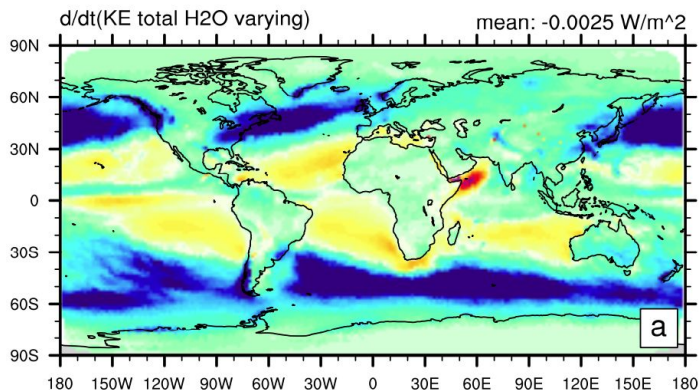 d/dt(KE total H2O varying) mean: -0.0025 W/m^2
90N
60N
30N
0
30S
60S
90S
a
180 150W 120W 90W 60W 30W 0 30E 60E 90E 120E 150E 180